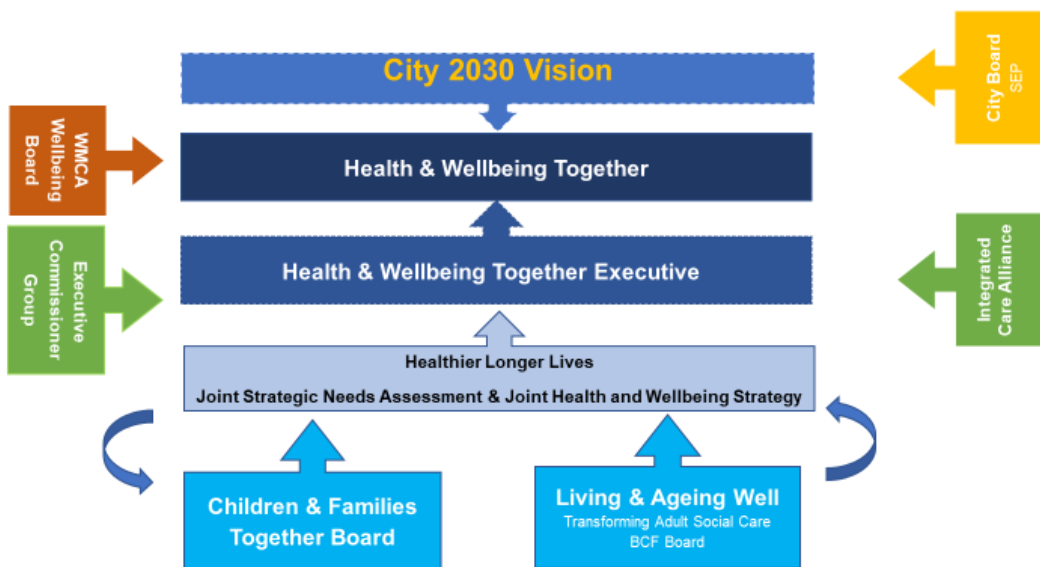 City 2030 Vision
City Board
SEP
WMCA
Wellbeing
Board
Health & Wellbeing Together
Executive
Commissioner
Group
Health & Wellbeing Together Executive
Integrated
Care Alliance
Healthier Longer Lives
Joint Strategic Needs Assessment & Joint Health and Wellbeing Strategy
Children & Families
Together Board
Living & Ageing Well
Transforming Adult Social Care
BCF Board